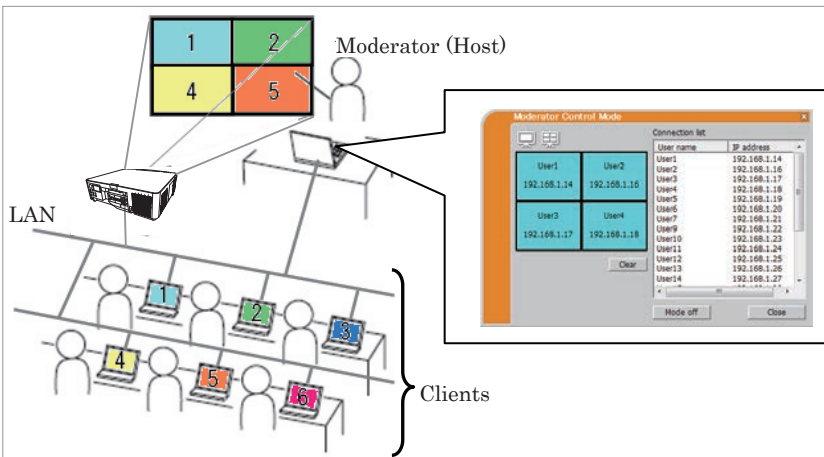 1 2
4 5
Moderator (Host)
LAN
1
2
3
4
5
6
Clients
Moderator Control Mode x
User1
192.168.1.14
User2
192.168.1.16
User3
192.168.1.17
User4
192.168.1.18
Clear
Connection list
User name IP address
User1 192.168.1.14
User2 192.168.1.16
User3 192.168.1.17
User4 192.168.1.18
User5 192.168.1.19
User6 192.168.1.20
User7 192.168.1.21
User9 192.168.1.22
User10 192.168.1.23
User11 192.168.1.24
User12 192.168.1.25
User13 192.168.1.26
User14 192.168.1.27
Mode off Close